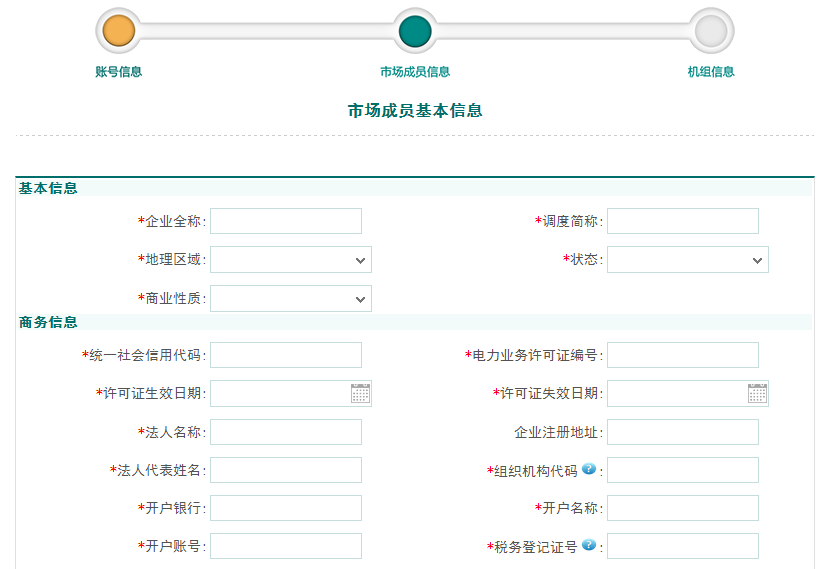 账号信息 市场成员信息 机组信息
市场成员基本信息
基本信息
*企业全称: *调度简称:
*地理区域: *状态:
*商业性质:
商务信息
*统一社会信用代码: *电力业务许可证编号:
*许可证生效日期: *许可证失效日期:
*法人名称: 企业注册地址:
*法人代表姓名: *组织机构代码 ? :
*开户银行: *开户名称:
*开户账号: *税务登记证号 ? :